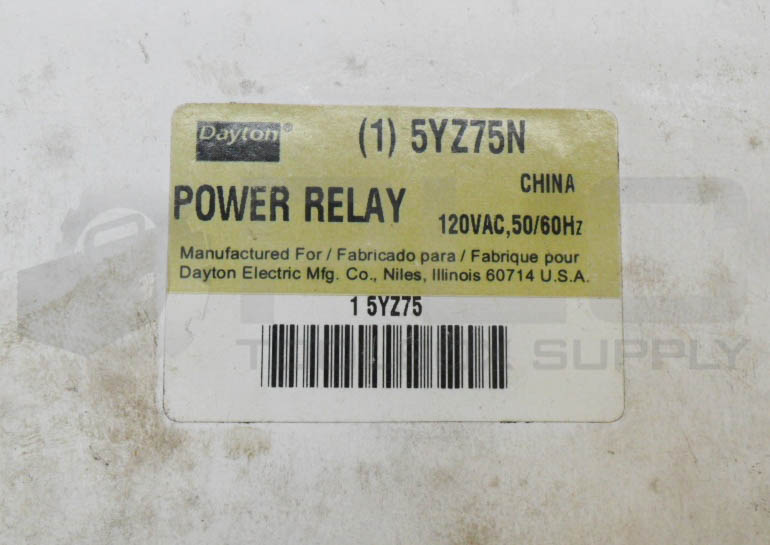 Dayton®
(1) 5YZ75N
CHINA
POWER RELAY
120VAC,50/60Hz
Manufactured For / Fabricado para / Fabrique pour
Dayton Electric Mfg. Co., Niles, Illinois 60714 U.S.A.
1 5YZ75
SUPPLY